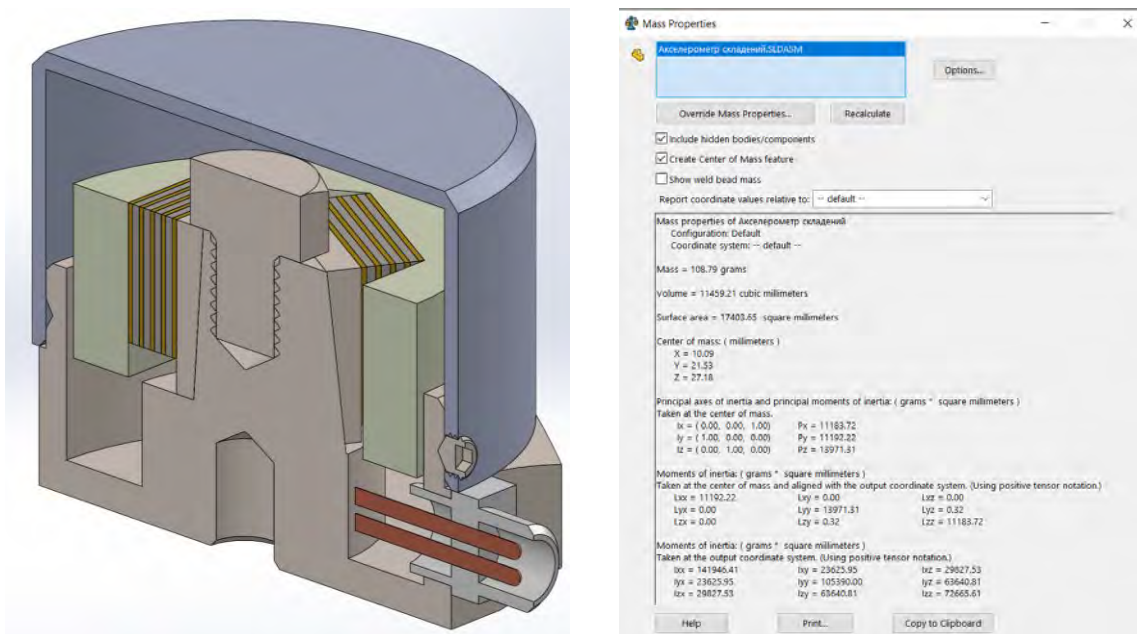 Mass Properties
Акселерометр складений.SLDASM
Options...
Override Mass Properties...
Recalculate
Include hidden bodies/components
Create Center of Mass feature
Show weld bead mass
Report coordinate values relative to: -- default --
Mass properties of Акселерометр складений
Configuration: Default
Coordinate system: -- default --
Mass = 108.79 grams
Volume = 11459.21 cubic millimeters
Surface area = 17403.65 square millimeters
Center of mass: ( millimeters )
X = 10.09
Y = 21.53
Z = 27.18
Principal axes of inertia and principal moments of inertia: ( grams * square millimeters )
Taken at the center of mass.
Ix = ( 0.00, 0.00, 1.00) Px = 11183.72
Iy = ( 1.00, 0.00, 0.00) Py = 11192.22
Iz = ( 0.00, 1.00, 0.00) Pz = 13971.31
Moments of inertia: ( grams * square millimeters )
Taken at the center of mass and aligned with the output coordinate system. (Using positive tensor notation.)
Lxx = 11192.22 Lxy = 0.00 Lxz = 0.00
Lyx = 0.00 Lyy = 13971.31 Lyz = 0.32
Lzx = 0.00 Lzy = 0.32 Lzz = 11183.72
Moments of inertia: ( grams * square millimeters )
Taken at the output coordinate system. (Using positive tensor notation.)
Ixx = 141946.41 Ixy = 23625.95 Ixz = 29827.53
Iyx = 23625.95 Iyy = 105390.00 Iyz = 63640.81
Izx = 29827.53 Izy = 63640.81 Izz = 72665.61
Help
Print...
Copy to Clipboard